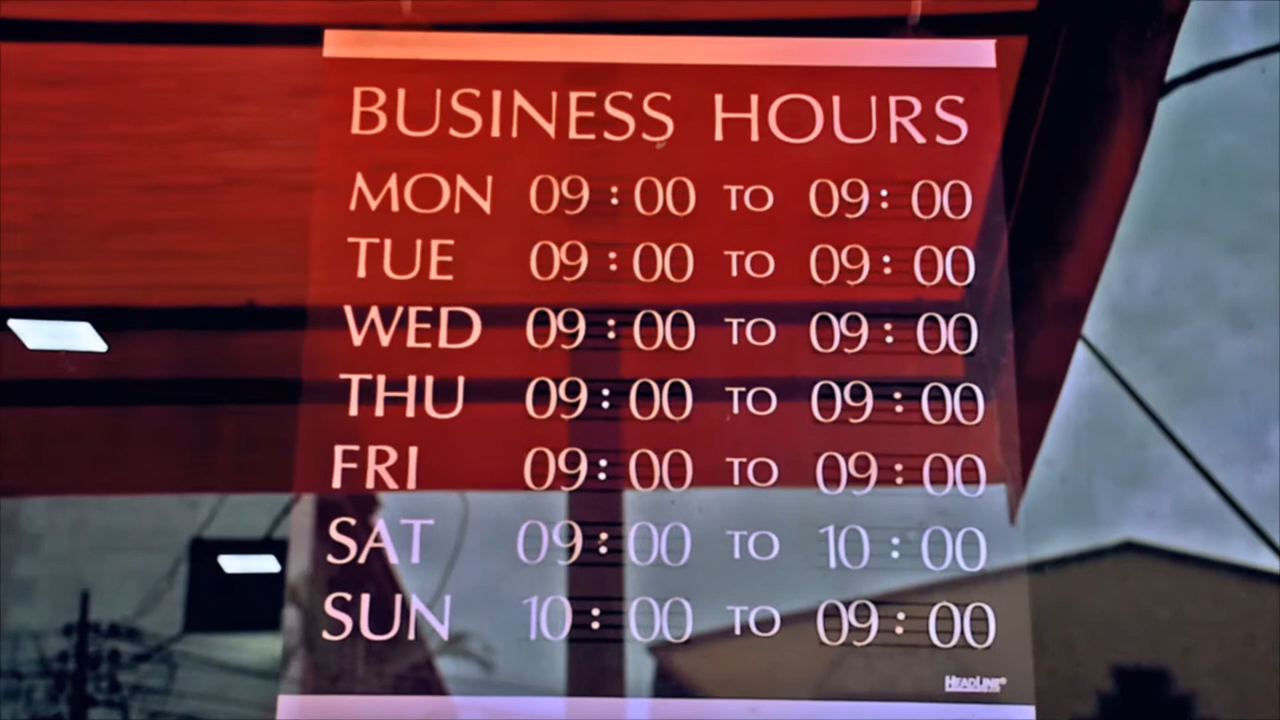 BUSINESS HOURS
MON 09:00 TO 09:00
TUE 09:00 TO 09:00
WED 09:00 TO 09:00
THU 09:00 TO 09:00
FRI 09:00 TO 09:00
SAT 09:00 TO 10:00
SUN 10:00 TO 09:00
HEADLINE®